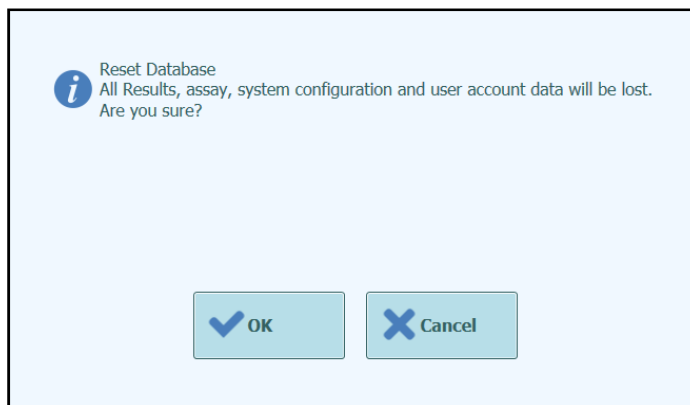 Reset Database
All Results, assay, system configuration and user account data will be lost.
Are you sure?
OK
Cancel